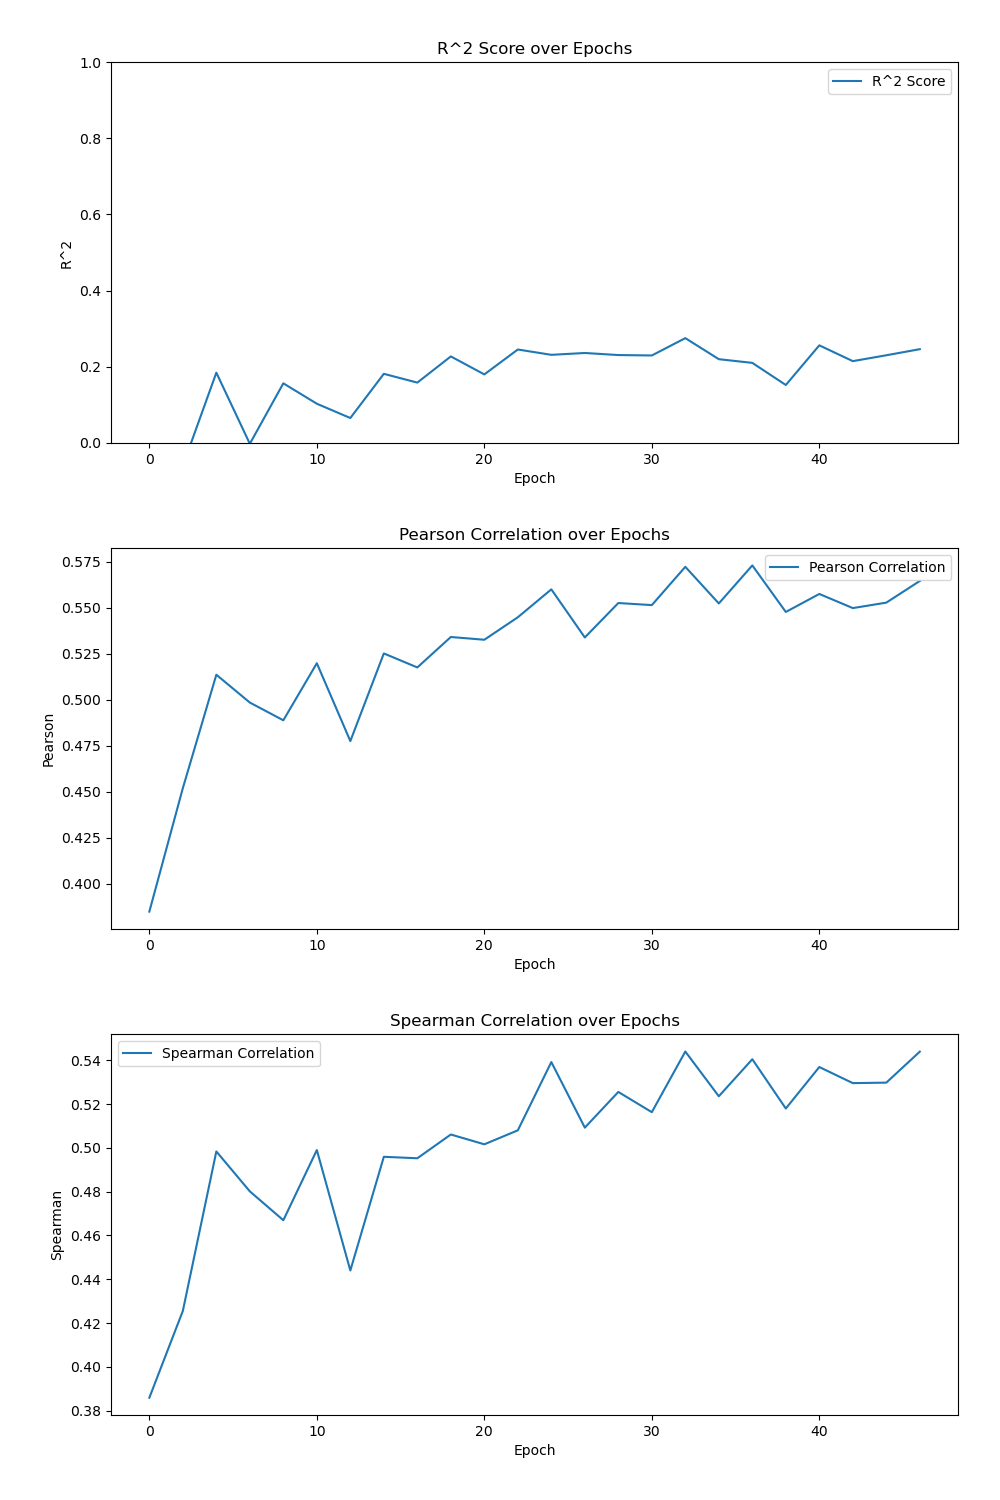 R^2 Score over Epochs
1.0
R^2 Score
0.8
0.6
R^2
0.4
0.2
0.0
0 10 20 30 40
Epoch
Pearson Correlation over Epochs
0.575
Pearson Correlation
0.550
0.525
0.500
Pearson
0.475
0.450
0.425
0.400
0 10 20 30 40
Epoch
Spearman Correlation over Epochs
Spearman Correlation
0.54
0.52
0.50
0.48
Spearman
0.46
0.44
0.42
0.40
0.38
0 10 20 30 40
Epoch